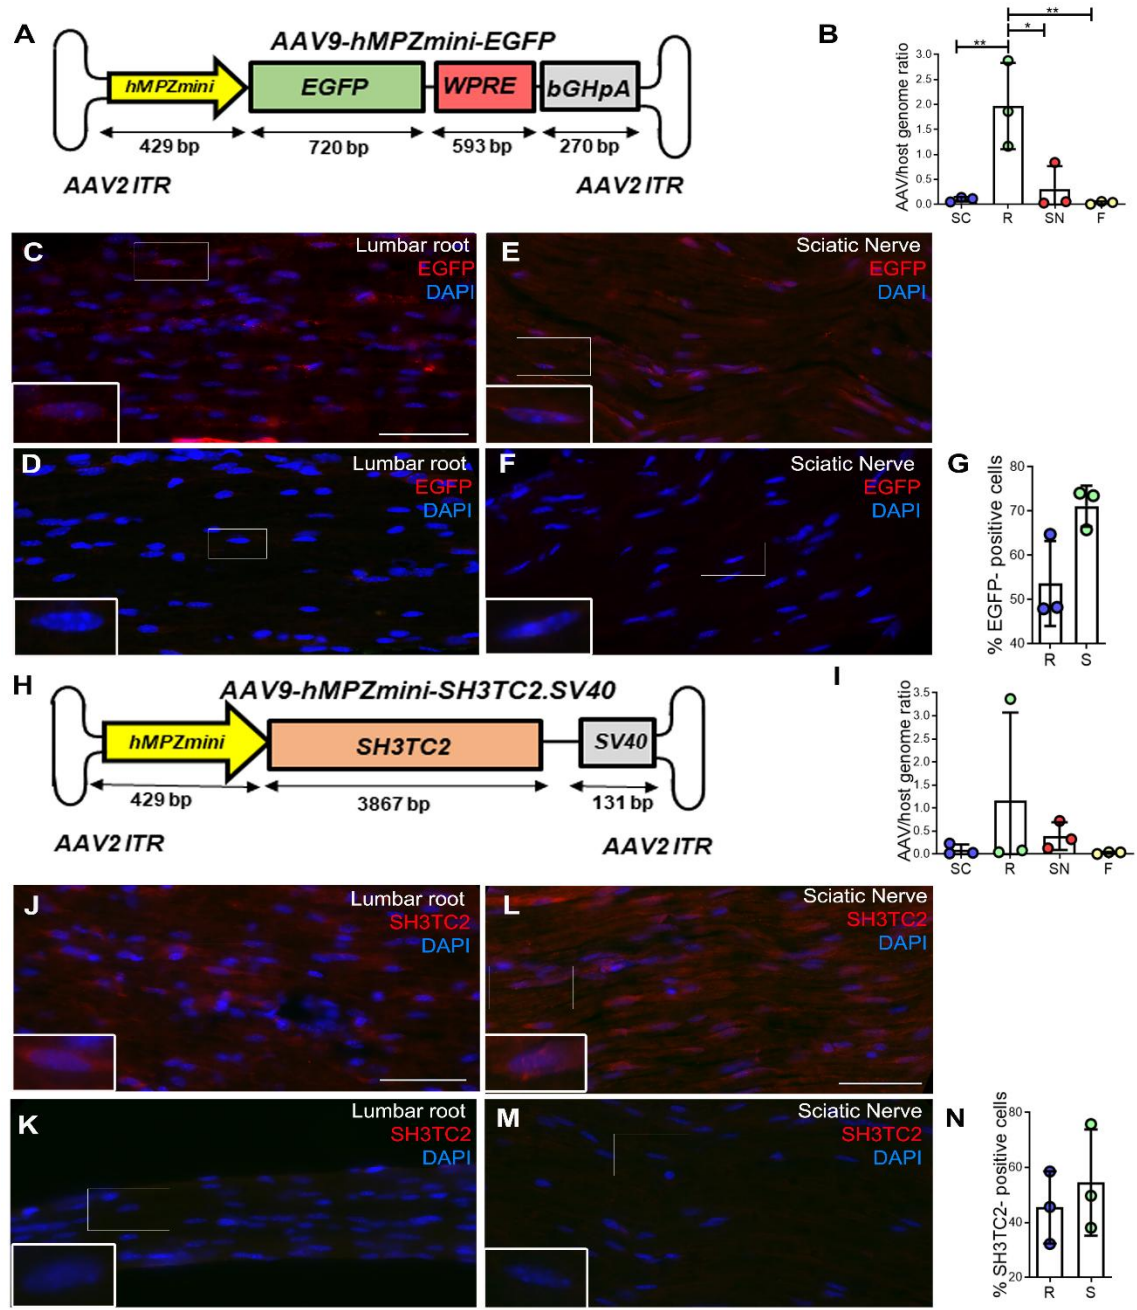 A
AAV9-hMPZmini-EGFP
hMPZmini
EGFP
WPRE
bGHpA
429 bp
720 bp
593 bp
270 bp
AAV2 ITR
AAV2 ITR
B
**
*
**
AAV/host genome ratio
3.0
2.5
2.0
1.5
1.0
0.5
0.0
SC
R
SN
F
C
Lumbar root
EGFP
DAPI
E
Sciatic Nerve
EGFP
DAPI
D
Lumbar root
EGFP
DAPI
F
Sciatic Nerve
EGFP
DAPI
G
% EGFP- positive cells
80
70
60
50
40
R
S
H
AAV9-hMPZmini-SH3TC2.SV40
hMPZmini
SH3TC2
SV40
429 bp
3867 bp
131 bp
AAV2 ITR
AAV2 ITR
I
AAV/host genome ratio
3.5
3.0
2.5
2.0
1.5
1.0
0.5
0.0
SC
R
SN
F
J
Lumbar root
SH3TC2
DAPI
L
Sciatic Nerve
SH3TC2
DAPI
K
Lumbar root
SH3TC2
DAPI
M
Sciatic Nerve
SH3TC2
DAPI
N
% SH3TC2- positive cells
80
60
40
20
R
S